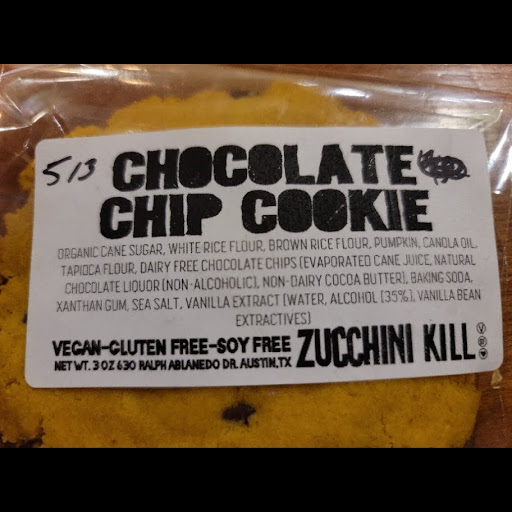 513 CHOCOLATE
CHIP COOKIE
ORGANIC CANE SUGAR, WHITE RICE FLOUR, BROWN RICE FLOUR, PUMPKIN, CANOLA OIL.
TAPIOCA FLOUR, DAIRY FREE CHOCOLATE CHIPS (EVAPORATED CANE JUICE, NATURAL
CHOCOLATE LIQUOR (NON-ALCOHOLIC), NON-DAIRY COCOA BUTTER), BAKING SODA,
XANTHAN GUM, SEA SALT, VANILLA EXTRACT (WATER, ALCOHOL (35%), VANILLA BEAN
EXTRACTIVES)
VEGAN-GLUTEN FREE-SOY FREE ZUCCHINI KILL
NET WT. 3 OZ 630 RALPH ABLANEDO DR. AUSTIN,TX